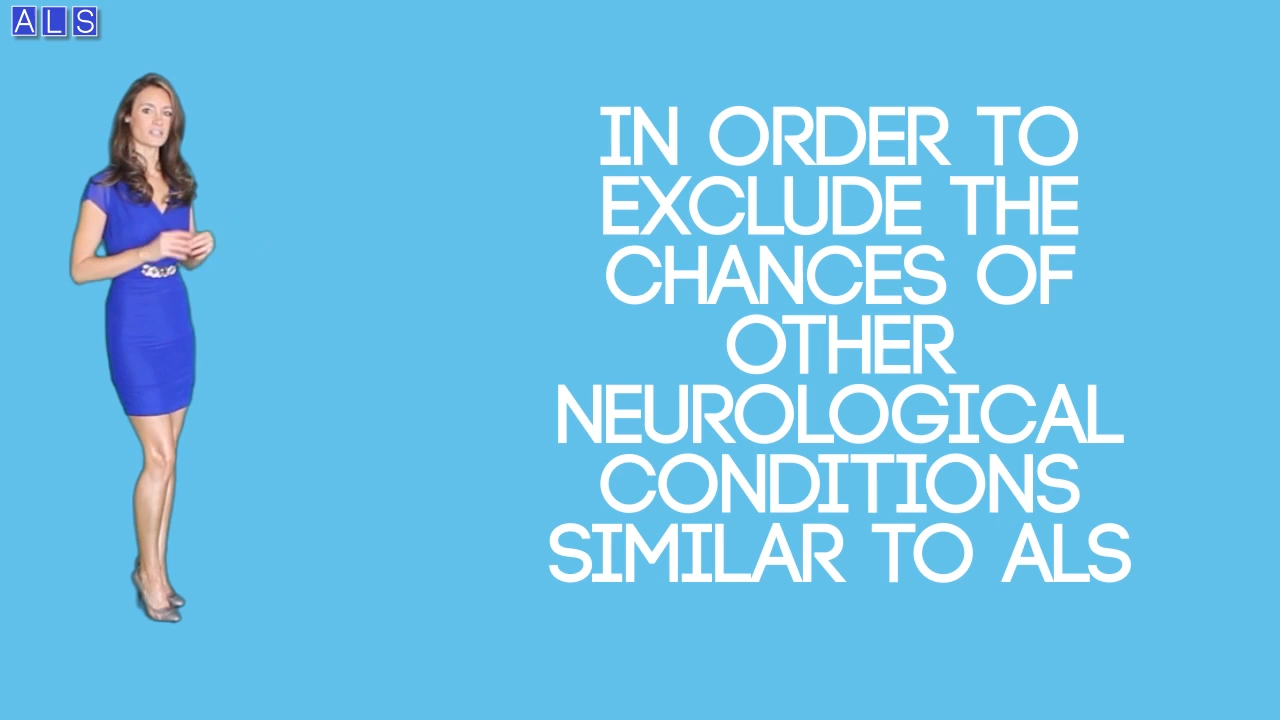 ALS
IN ORDER TO
EXCLUDE THE
CHANCES OF
OTHER
NEUROLOGICAL
CONDITIONS
SIMILAR TO ALS